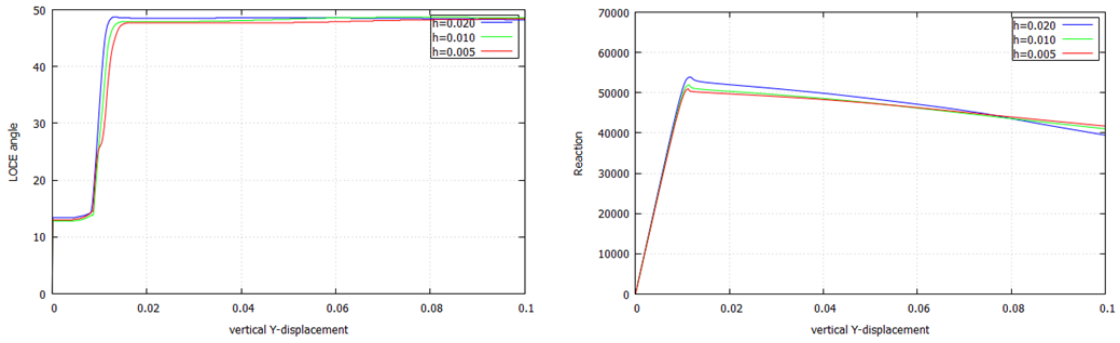 50
40
30
20
10
0
0
0.02
0.04
0.06
0.08
0.1
LOCE angle
vertical Y-displacement
h=0.020
h=0.010
h=0.005
70000
60000
50000
40000
30000
20000
10000
0
0
0.02
0.04
0.06
0.08
0.1
Reaction
vertical Y-displacement
h=0.020
h=0.010
h=0.005